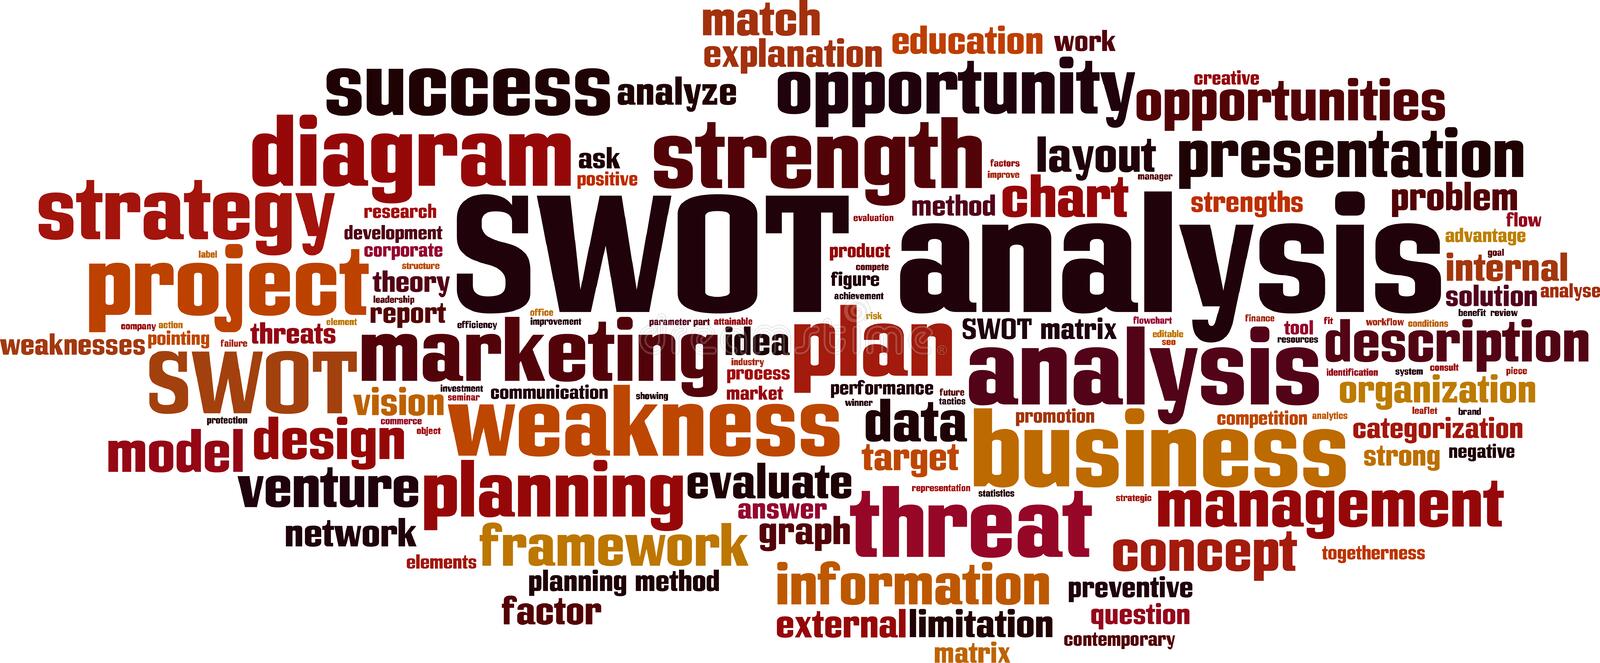 match
explanation education work
success analyze opportunity creative
opportunities
diagram ask strength factors layout presentation
positive improve manager
strategy research method chart strengths problem
development evaluation flow
label corporate SWOT analysis product advantage
project structure theory compete figure goal internal
leadership achievement solution analyse
report benefit review
company action element efficiency office improvement parameter part attainable risk SWOT matrix flowchart finance fit workflow conditions
weaknesses pointing failure threats marketing idea plan editable seo tool resources description
SWOT industry process analysis identification system consult piece
investment seminar communication showing market performance future organization
vision winner tactics
protection commerce object weakness data promotion competition analytics leaflet brand
model design target business categorization
strong negative
venture planning evaluate representation statistics strategic management
answer
network framework graph threat concept togetherness
elements
planning method information preventive
factor external limitation question
contemporary
matrix